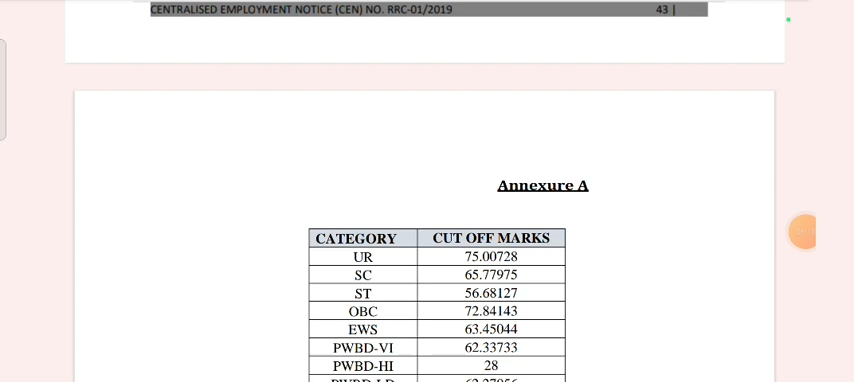 CENTRALISED EMPLOYMENT NOTICE (CEN) NO. RRC-01/2019 43 |
Annexure A
CATEGORY CUT OFF MARKS
UR 75.00728
SC 65.77975
ST 56.68127
OBC 72.84143
EWS 63.45044
PWBD-VI 62.33733
PWBD-HI 28